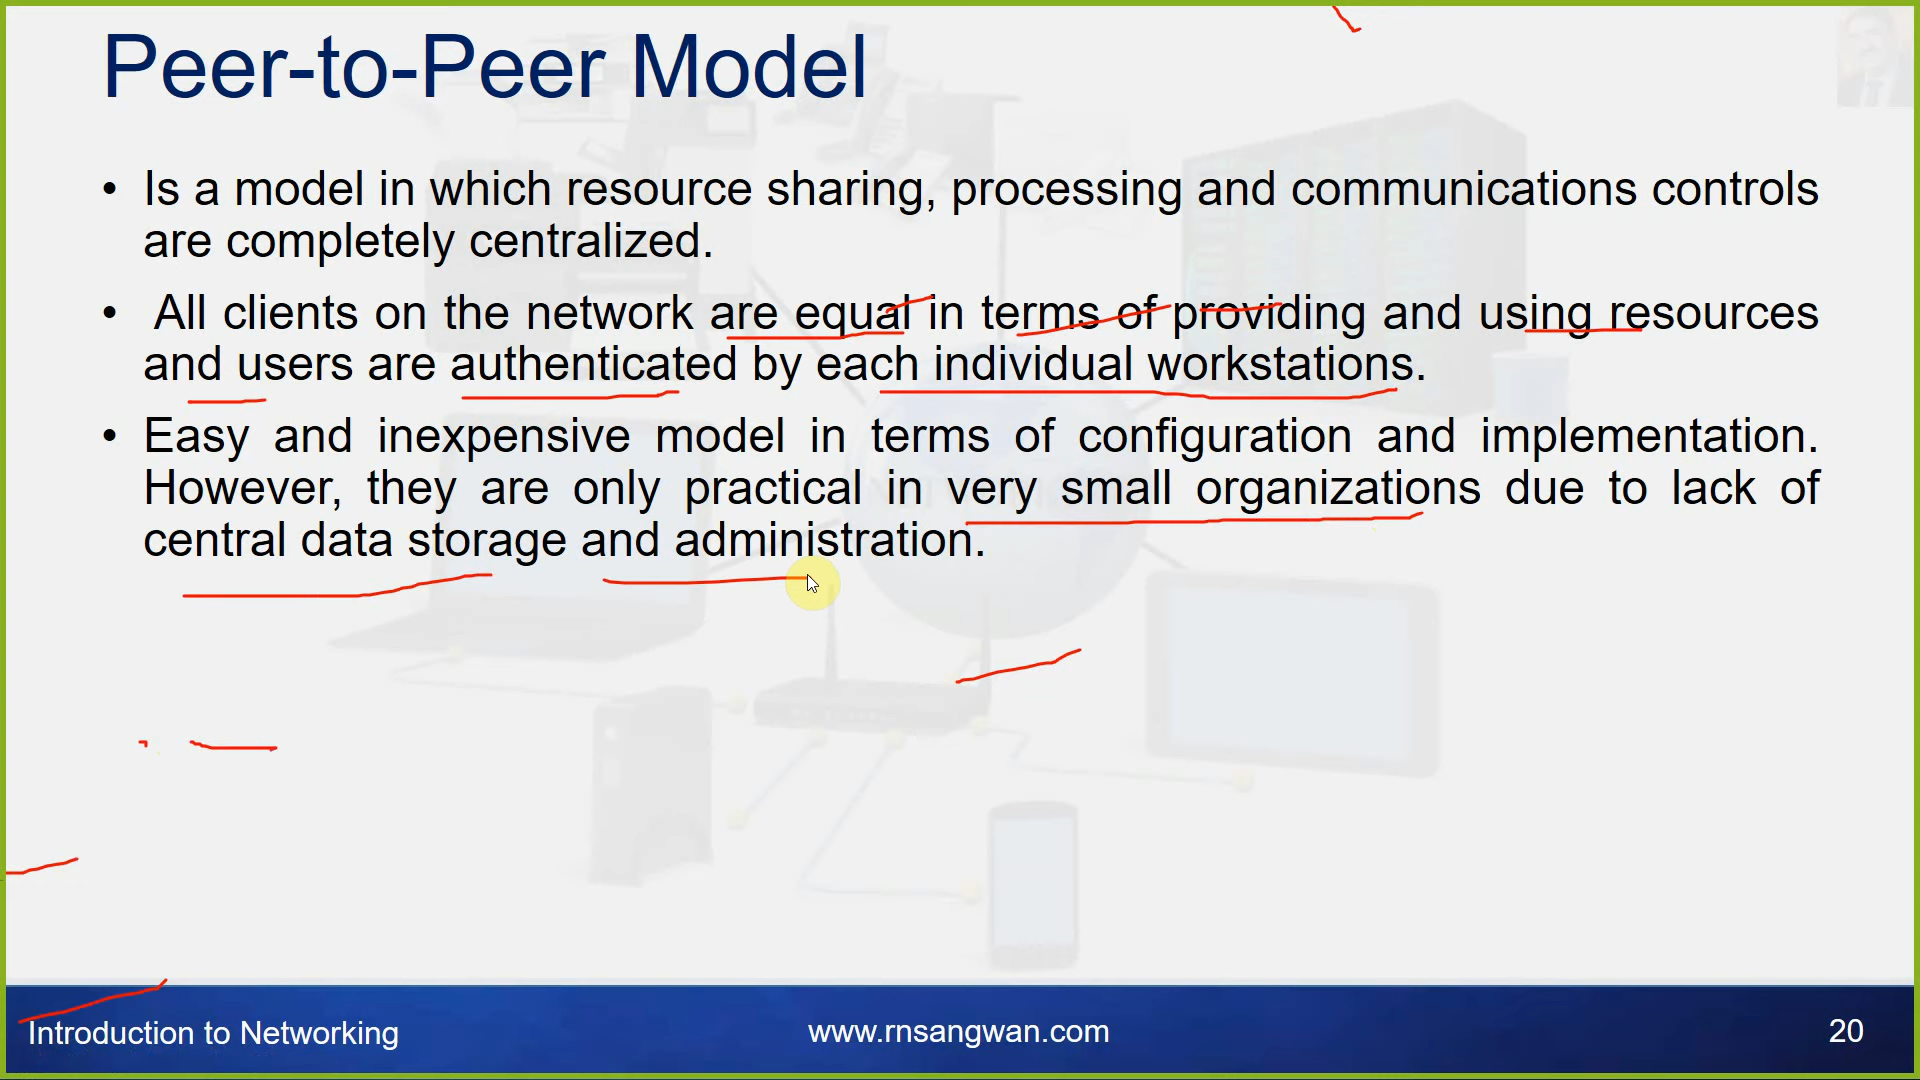 Peer-to-Peer Model
• Is a model in which resource sharing, processing and communications controls
are completely centralized.
• All clients on the network are equal in terms of providing and using resources
and users are authenticated by each individual workstations.
• Easy and inexpensive model in terms of configuration and implementation.
However, they are only practical in very small organizations due to lack of
central data storage and administration.
Introduction to Networking
www.rnsangwan.com
20